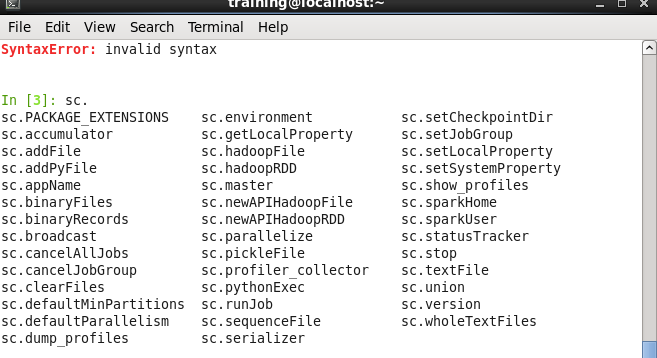 training@localhost:~
File Edit View Search Terminal Help
SyntaxError: invalid syntax
In [3]: sc.
sc.PACKAGE_EXTENSIONS sc.environment sc.setCheckpointDir
sc.accumulator sc.getLocalProperty sc.setJobGroup
sc.addFile sc.hadoopFile sc.setLocalProperty
sc.addPyFile sc.hadoopRDD sc.setSystemProperty
sc.appName sc.master sc.show_profiles
sc.binaryFiles sc.newAPIHadoopFile sc.sparkHome
sc.binaryRecords sc.newAPIHadoopRDD sc.sparkUser
sc.broadcast sc.parallelize sc.statusTracker
sc.cancelAllJobs sc.pickleFile sc.stop
sc.cancelJobGroup sc.profiler_collector sc.textFile
sc.clearFiles sc.pythonExec sc.union
sc.defaultMinPartitions sc.runJob sc.version
sc.defaultParallelism sc.sequenceFile sc.wholeTextFiles
sc.dump_profiles sc.serializer